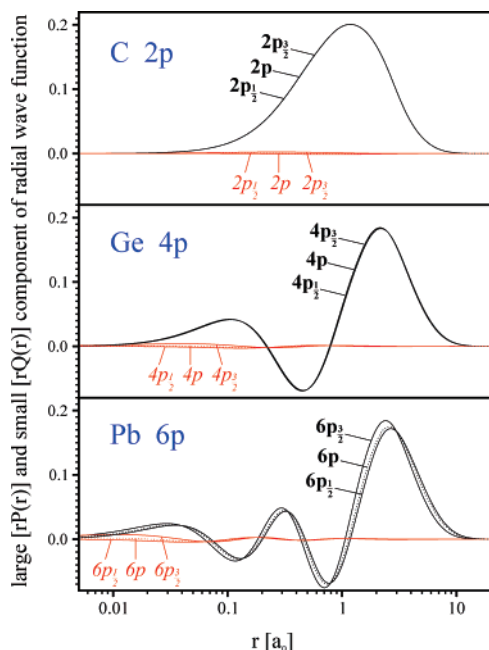 large [rP(r)] and small [rQ(r)] component of radial wave function
C 2p
0.2
0.1
0.0
2p3/2
2p
2p1/2
2p1/2 2p 2p3/2
Ge 4p
0.2
0.1
0.0
4p3/2
4p
4p1/2
4p1/2 4p 4p3/2
Pb 6p
0.2
0.1
0.0
6p3/2
6p
6p1/2
6p1/2 6p 6p3/2
0.01 0.1 1 10
r [a₀]